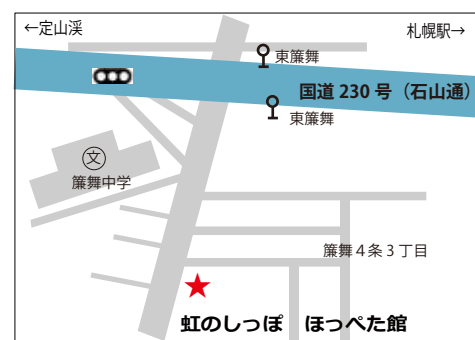 ←定山渓
札幌駅→
東簾舞
国道 230 号（石山通）
東簾舞
文
簾舞中学
簾舞４条３丁目
虹のしっぽ　ほっぺた館